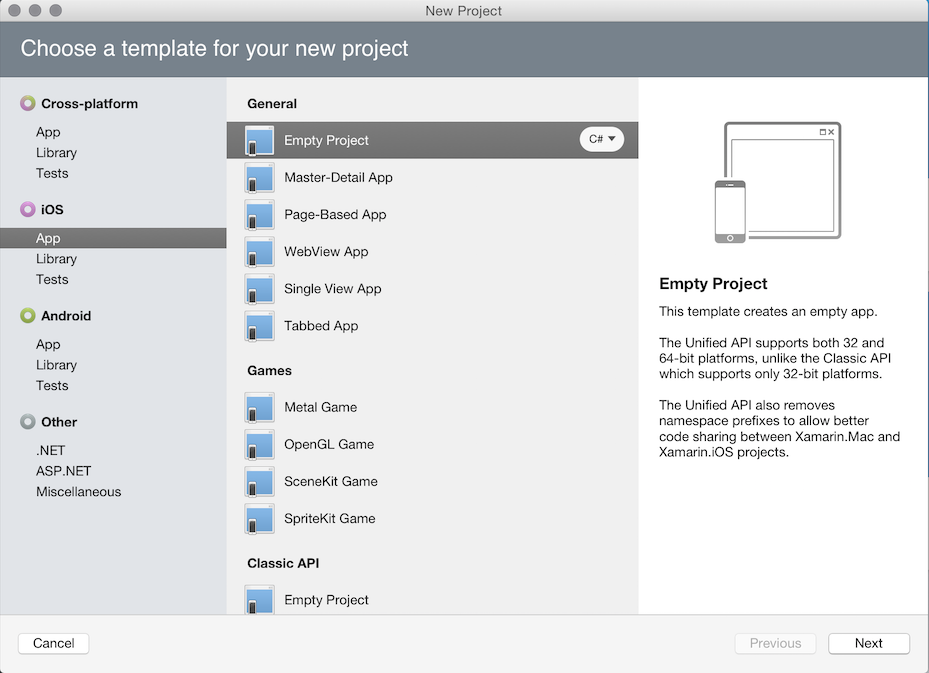 New Project
Choose a template for your new project
Cross-platform
App
Library
Tests
iOS
App
Library
Tests
Android
App
Library
Tests
Other
.NET
ASP.NET
Miscellaneous
General
Empty Project
C#
Master-Detail App
Page-Based App
WebView App
Single View App
Tabbed App
Games
Metal Game
OpenGL Game
SceneKit Game
SpriteKit Game
Classic API
Empty Project
Empty Project
This template creates an empty app.
The Unified API supports both 32 and
64-bit platforms, unlike the Classic API
which supports only 32-bit platforms.
The Unified API also removes
namespace prefixes to allow better
code sharing between Xamarin.Mac and
Xamarin.iOS projects.
Cancel
Previous
Next